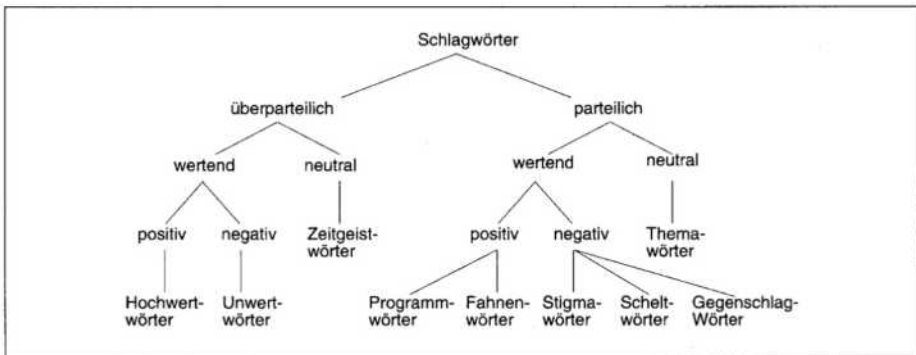 Schlagwörter
überparteilich parteilich
wertend neutral wertend neutral
positiv negativ Zeitgeist- positiv negativ Thema-
wörter wörter
Hochwert- Unwert- Programm- Fahnen- Stigma- Schelt- Gegenschlag-
wörter wörter wörter wörter wörter wörter Wörter